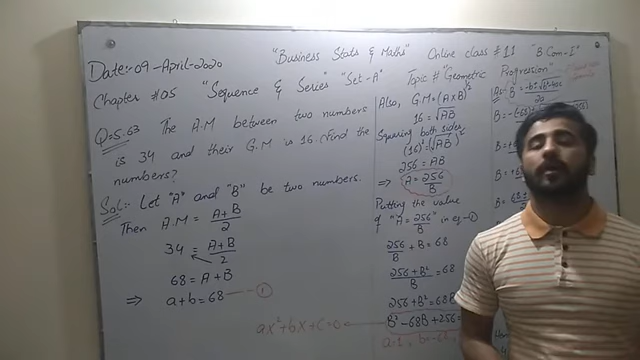 Date:- 09 -April-2020
"Business Stats & Maths" Online class # 11 "B Com-I"
Chapter #05 "Sequence & Series" "Set-A" Topic # "Geometric Progression"
Q:5.63 The A.M between two numbers
is 34 and their G.M is 16. Find the
numbers?
Sol:- Let "A" and "B" be two numbers.
Then A.M = A+B/2
34 = A+B/2
68 = A+B
⇒ a+b=68 — ①
Also, G.M = (A×B)^1/2
16 = √AB
Squaring both sides
(16)² = (√AB)²
256 = AB
⇒ A = 256/B
Putting the value
of "A = 256/B" in eq-①
256/B + B = 68
256+B²/B = 68
256+B² = 68B
B² -68B +256=
ax²+bx+c=0
a=1,
As B = -b±√b²-4ac/2a
B = -(-68)
B =
B =
B = 68±